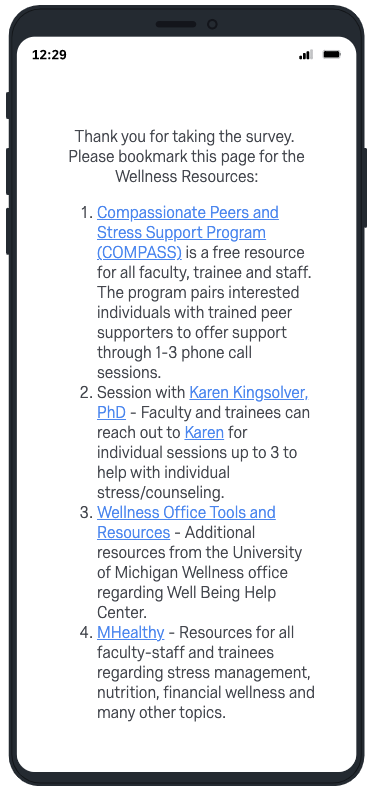 12:29
Thank you for taking the survey.
Please bookmark this page for the
Wellness Resources:
1. Compassionate Peers and
Stress Support Program
(COMPASS) is a free resource
for all faculty, trainee and staff.
The program pairs interested
individuals with trained peer
supporters to offer support
through 1-3 phone call
sessions.
2. Session with Karen Kingsolver,
PhD - Faculty and trainees can
reach out to Karen for
individual sessions up to 3 to
help with individual
stress/counseling.
3. Wellness Office Tools and
Resources - Additional
resources from the University
of Michigan Wellness office
regarding Well Being Help
Center.
4. MHealthy - Resources for all
faculty-staff and trainees
regarding stress management,
nutrition, financial wellness and
many other topics.